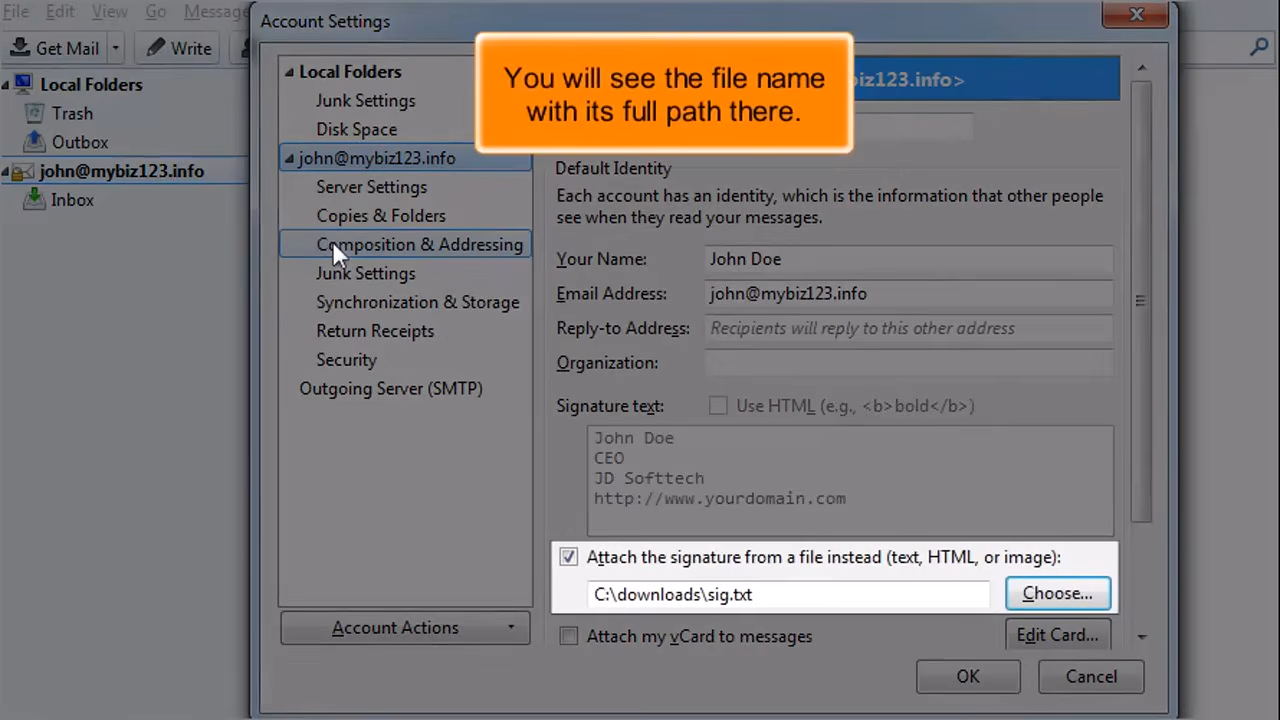 File Edit View Go Message
Account Settings
Get Mail
Write
Local Folders
Trash
Outbox
john@mybiz123.info
Inbox
Local Folders
Junk Settings
Disk Space
john@mybiz123.info
Server Settings
Copies & Folders
Composition & Addressing
Junk Settings
Synchronization & Storage
Return Receipts
Security
Outgoing Server (SMTP)
Account Actions
You will see the file name
with its full path there.
biz123.info>
Default Identity
Each account has an identity, which is the information that other people
see when they read your messages.
Your Name: John Doe
Email Address: john@mybiz123.info
Reply-to Address: Recipients will reply to this other address
Organization:
Signature text: Use HTML (e.g., <b>bold</b>)
John Doe
CEO
JD Softtech
http://www.yourdomain.com
Attach the signature from a file instead (text, HTML, or image):
C:\downloads\sig.txt Choose...
Attach my vCard to messages Edit Card...
OK Cancel